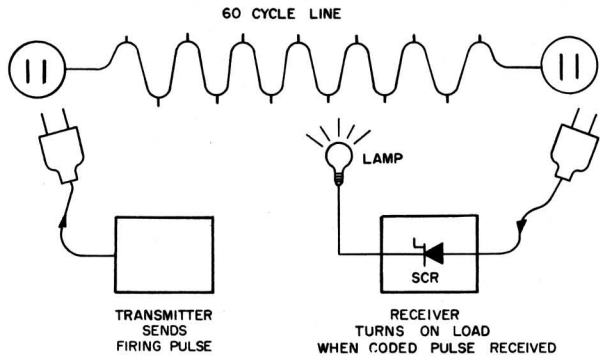 60 CYCLE LINE
LAMP
SCR
TRANSMITTER
SENDS
FIRING PULSE
RECEIVER
TURNS ON LOAD
WHEN CODED PULSE RECEIVED